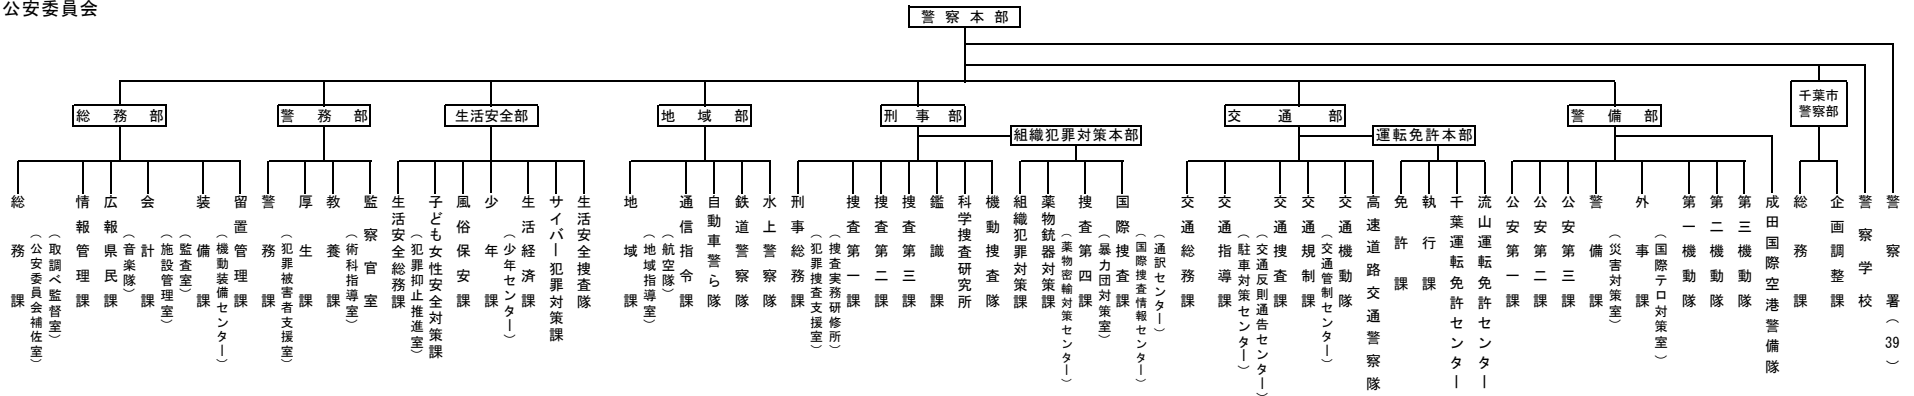 公安委員会
警察本部
総務部
警務部
生活安全部
地域部
刑事部
組織犯罪対策本部
交通部
運転免許本部
警備部
千葉市
警察部
総務課
（公安委員会補佐室）
（取調べ監督室）
情報管理課
広報県民課
（音楽隊）
会計課
（施設管理室）
（監査室）
装備課
（機動装備センター）
留置管理課
警務課
（犯罪被害者支援室）
厚生課
教養課
（術科指導室）
監察官室
生活安全総務課
（犯罪抑止推進室）
子ども女性安全対策課
風俗保安課
少年課
（少年センター）
生活経済課
サイバー犯罪対策課
生活安全捜査隊
地域課
（地域指導室）
（航空隊）
通信指令課
自動車警ら隊
鉄道警察隊
水上警察隊
刑事総務課
（犯罪捜査支援室）
（捜査実務研修所）
捜査第一課
捜査第二課
捜査第三課
鑑識課
科学捜査研究所
機動捜査隊
組織犯罪対策課
薬物銃器対策課
（薬物密輸対策センター）
捜査第四課
（暴力団対策室）
国際捜査課
（国際捜査情報センター）
（通訳センター）
交通総務課
交通指導課
（駐車対策センター）
（交通反則通告センター）
交通捜査課
交通規制課
（交通管制センター）
交通機動隊
高速道路交通警察隊
免許課
執行課
千葉運転免許センター
流山運転免許センター
公安第一課
公安第二課
公安第三課
警備課
（災害対策室）
外事課
（国際テロ対策室）
第一機動隊
第二機動隊
第三機動隊
成田国際空港警備隊
総務課
企画調整課
警察学校
警察署（39）